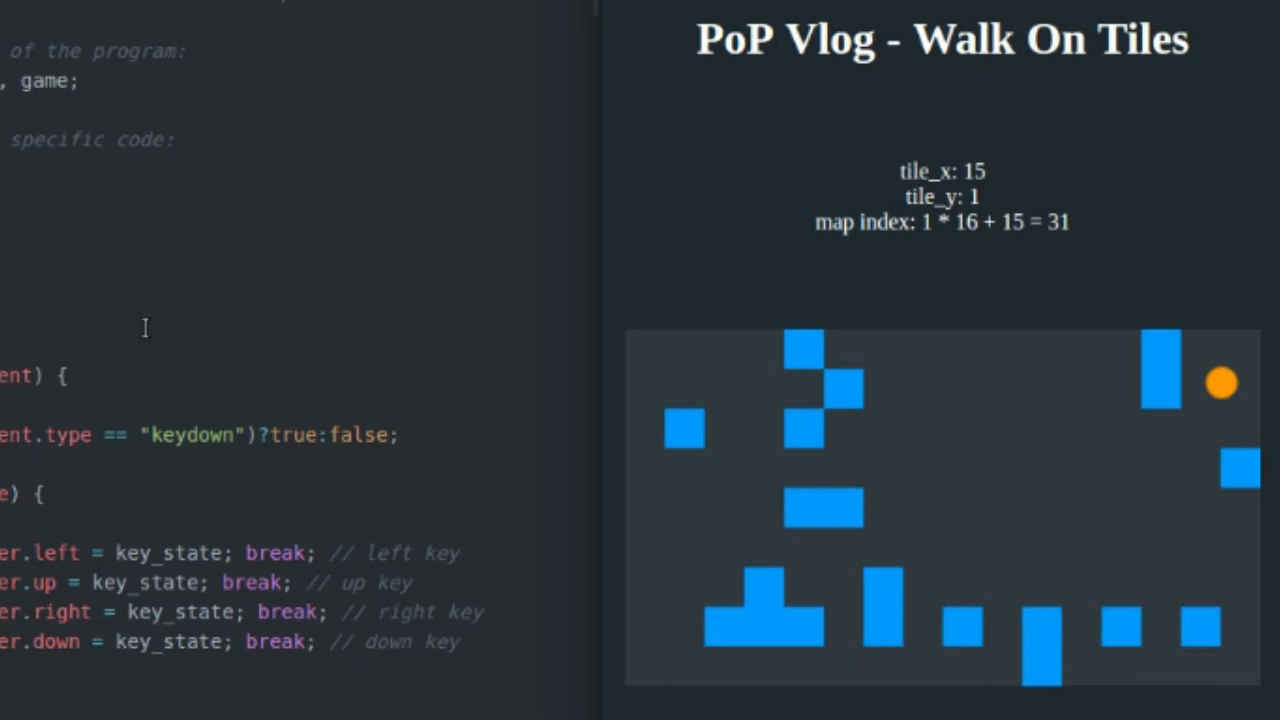 of the program:
, game;
specific code:
ent) {
ent.type == "keydown")?true:false;
e) {
er.left = key_state; break; // left key
er.up = key_state; break; // up key
er.right = key_state; break; // right key
er.down = key_state; break; // down key
PoP Vlog - Walk On Tiles
tile_x: 15
tile_y: 1
map index: 1 * 16 + 15 = 31